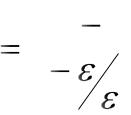 = −
− ε/ε